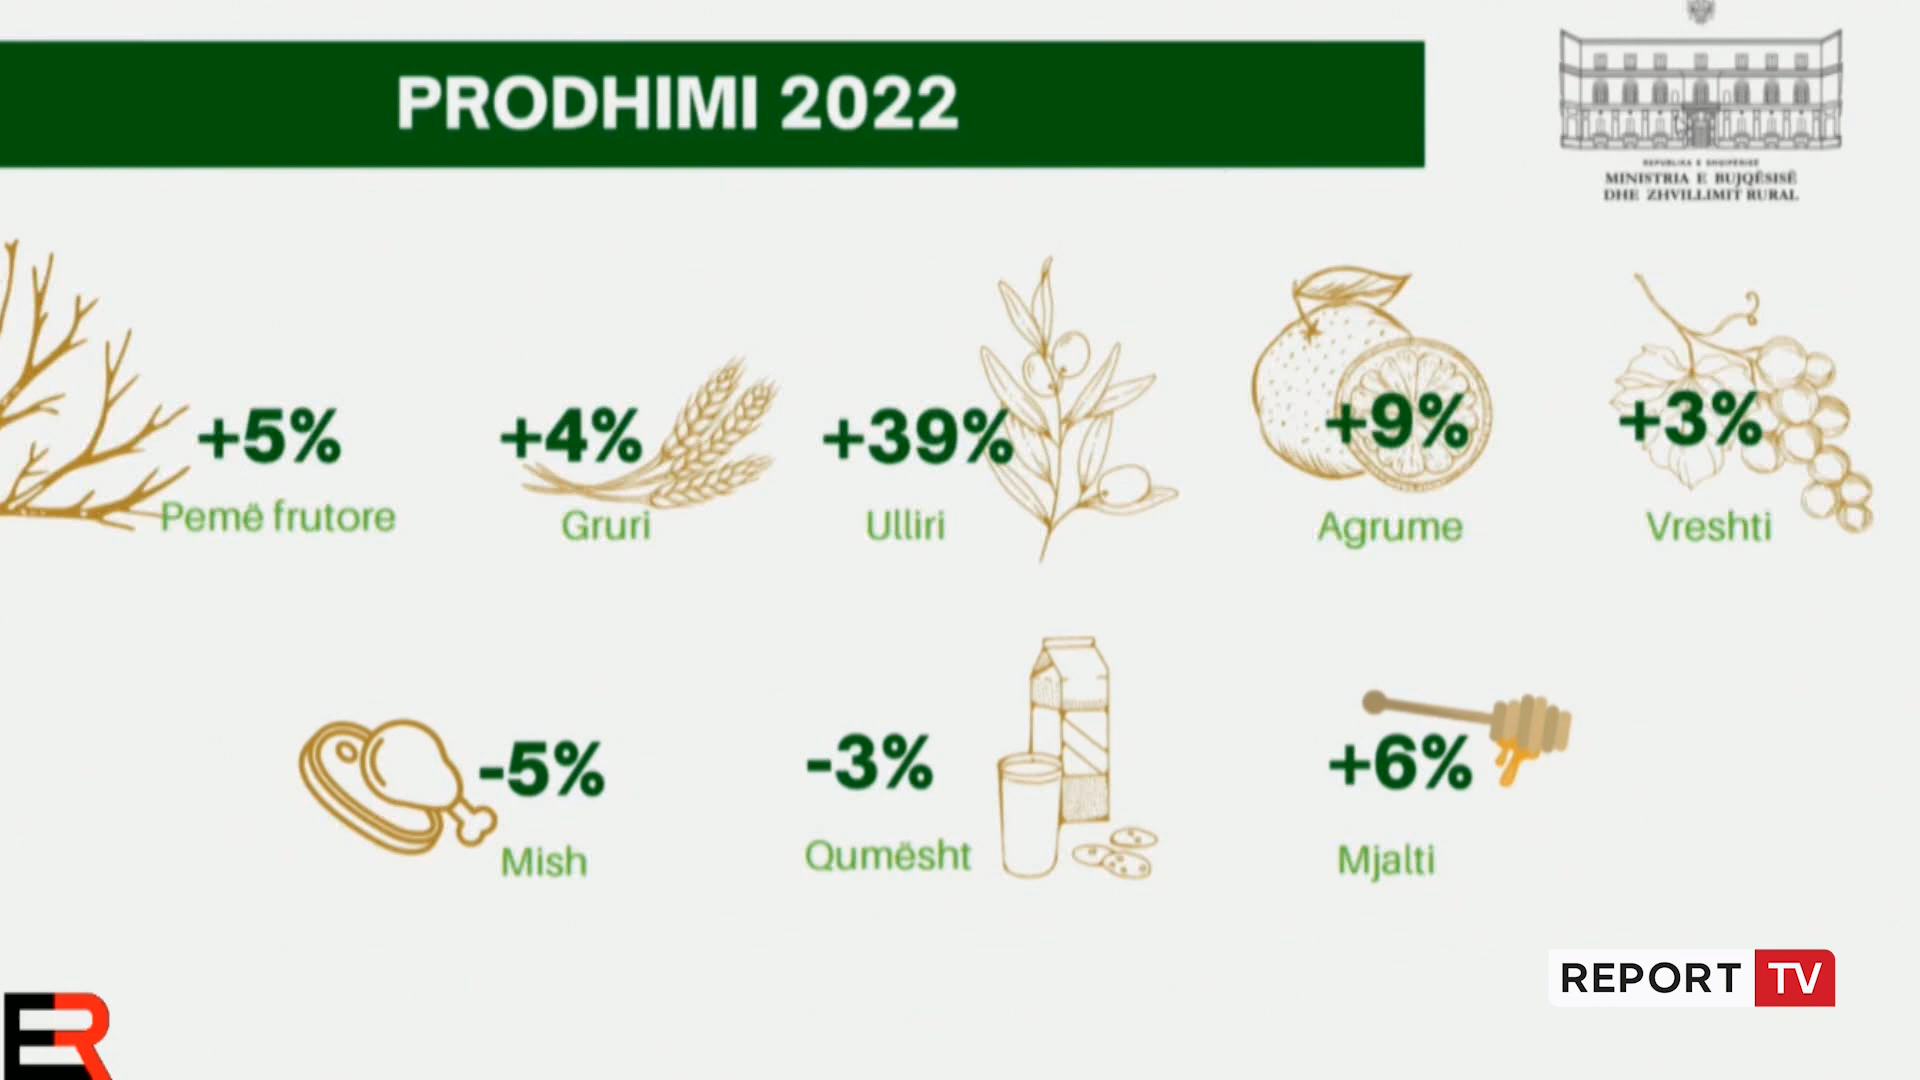 PRODHIMI 2022
REPUBLIKA E SHQIPËRISË
MINISTRIA E BUJQËSISË
DHE ZHVILLIMIT RURAL
+5%
Pemë frutore
+4%
Gruri
+39%
Ulliri
+9%
Agrume
+3%
Vreshti
-5%
Mish
-3%
Qumësht
+6%
Mjalti
REPORT TV
ER